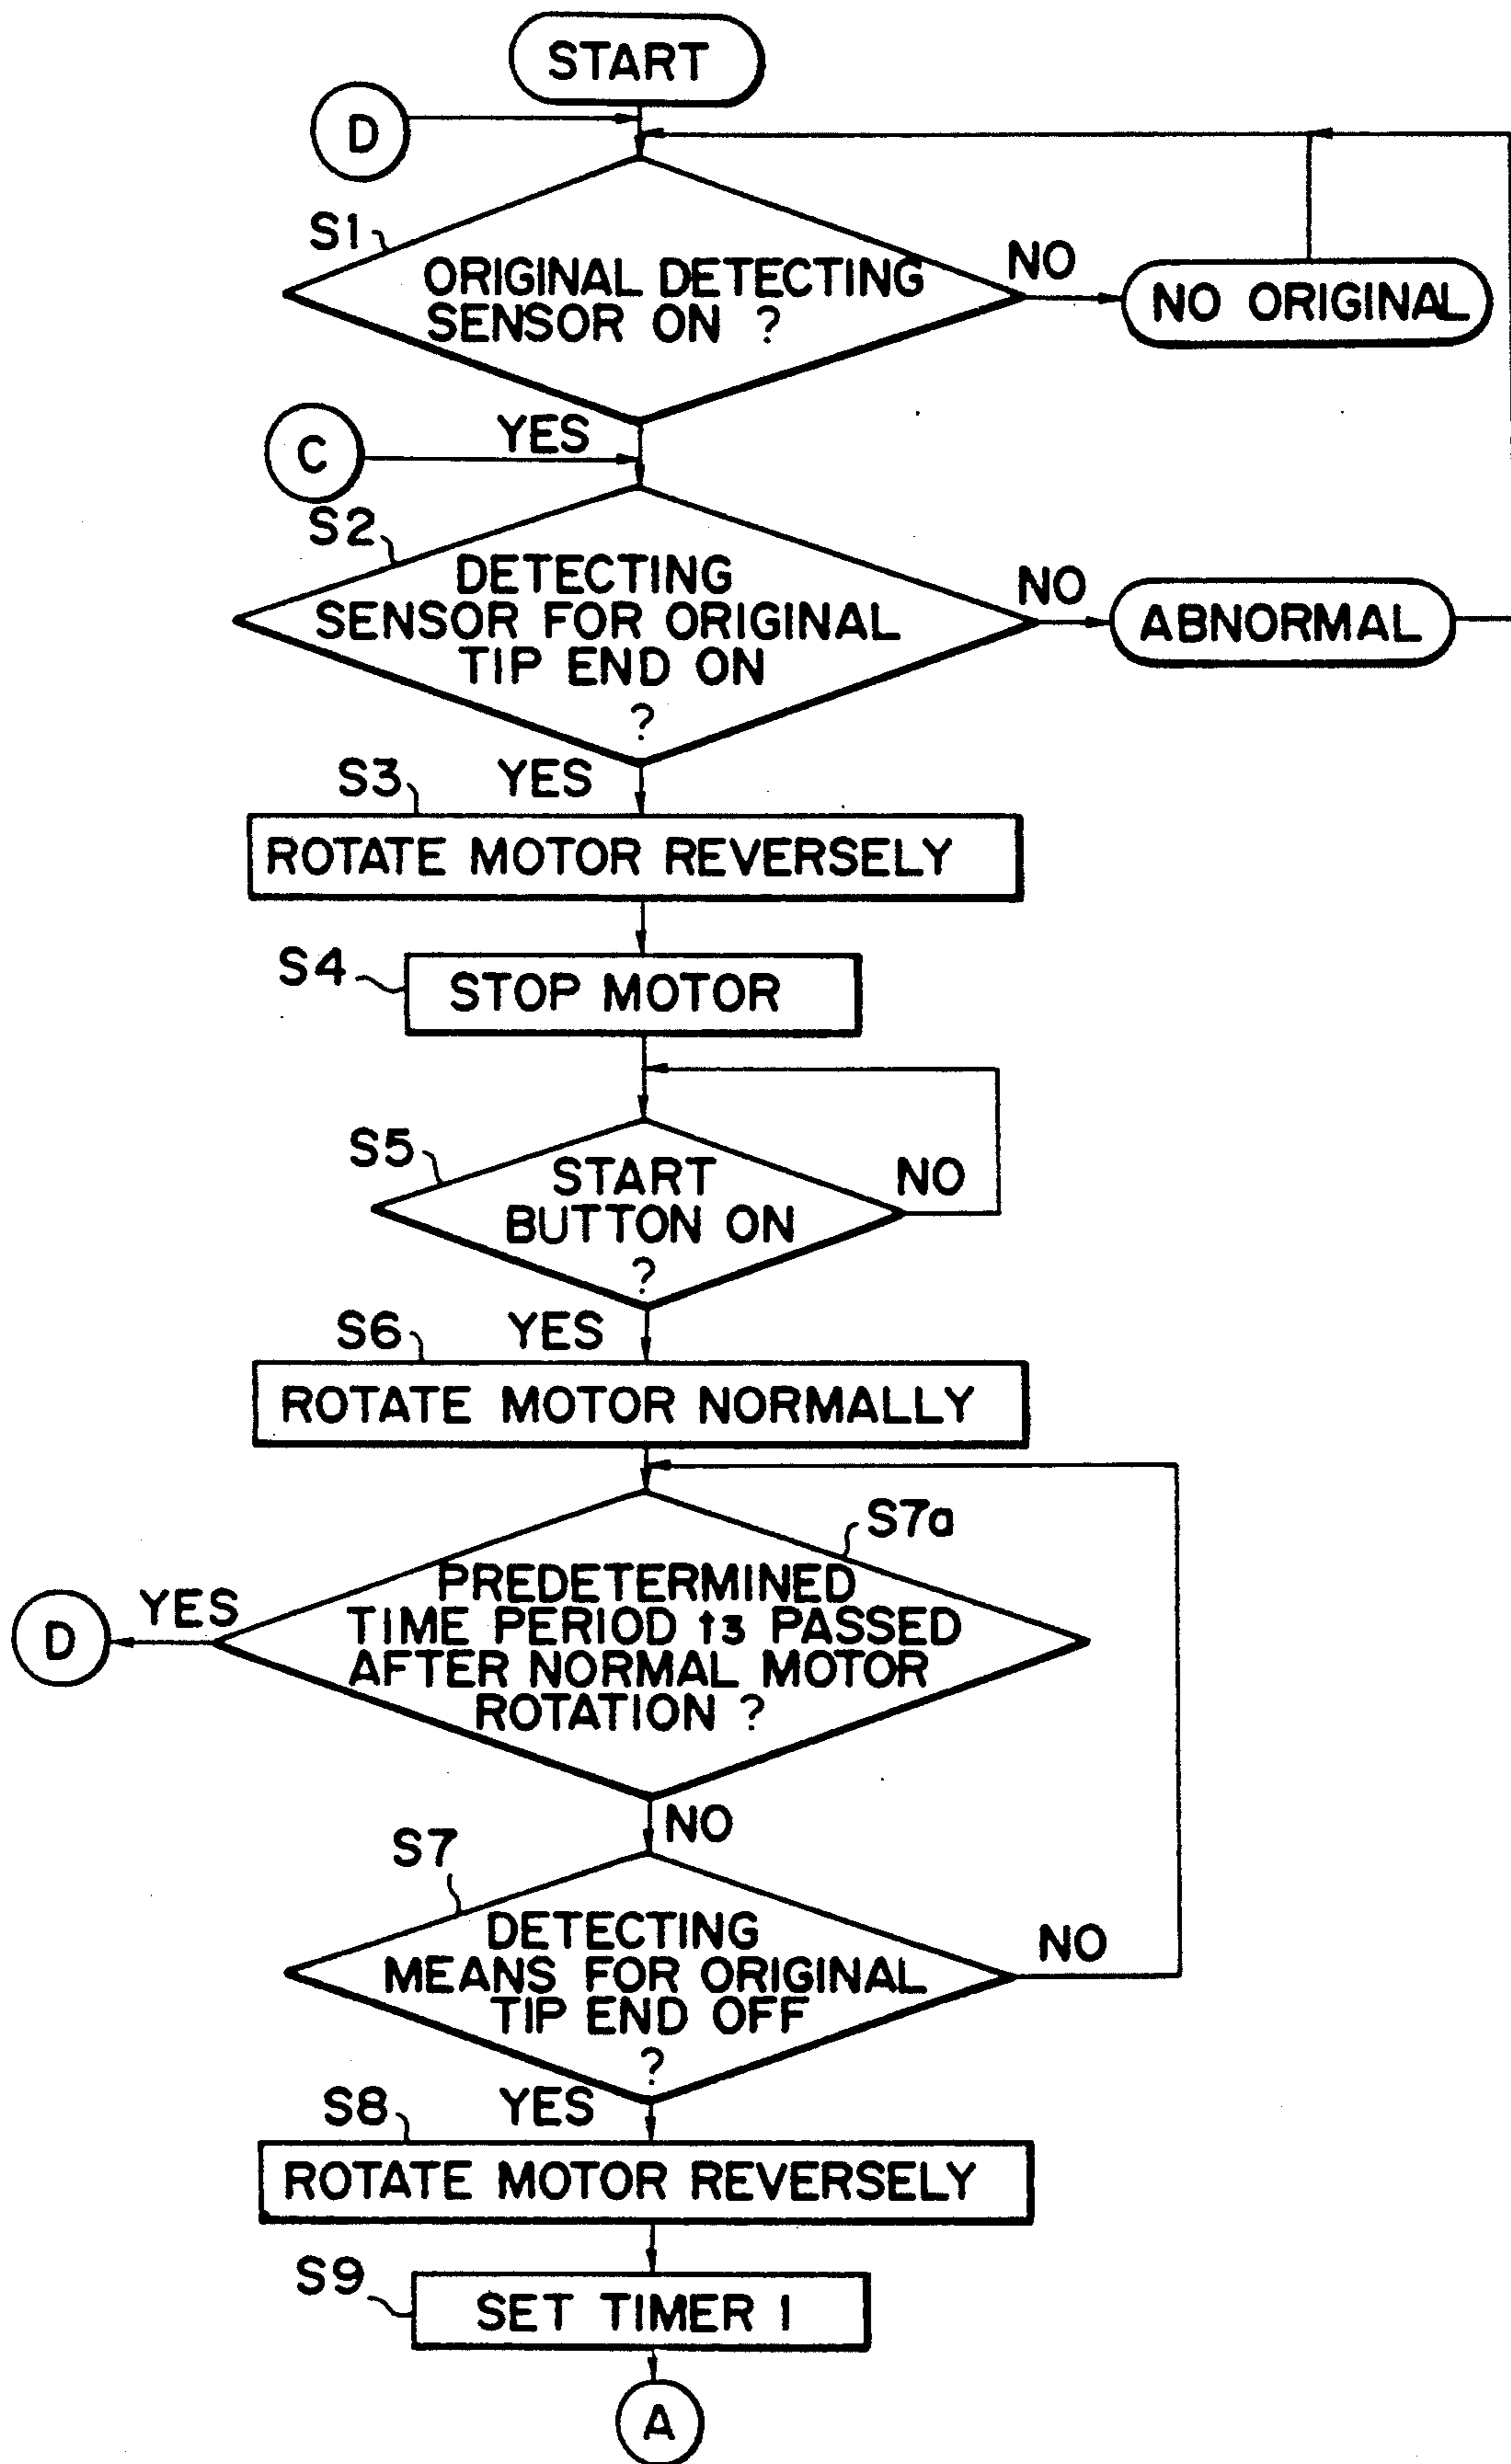 START
D
S1
ORIGINAL DETECTING
SENSOR ON ?
NO
NO ORIGINAL
YES
C
S2
DETECTING
SENSOR FOR ORIGINAL
TIP END ON
?
NO
ABNORMAL
YES
S3
ROTATE MOTOR REVERSELY
S4
STOP MOTOR
S5
START
BUTTON ON
?
NO
YES
S6
ROTATE MOTOR NORMALLY
S7a
PREDETERMINED
TIME PERIOD t3 PASSED
AFTER NORMAL MOTOR
ROTATION ?
YES
D
NO
S7
DETECTING
MEANS FOR ORIGINAL
TIP END OFF
?
NO
YES
S8
ROTATE MOTOR REVERSELY
S9
SET TIMER 1
A